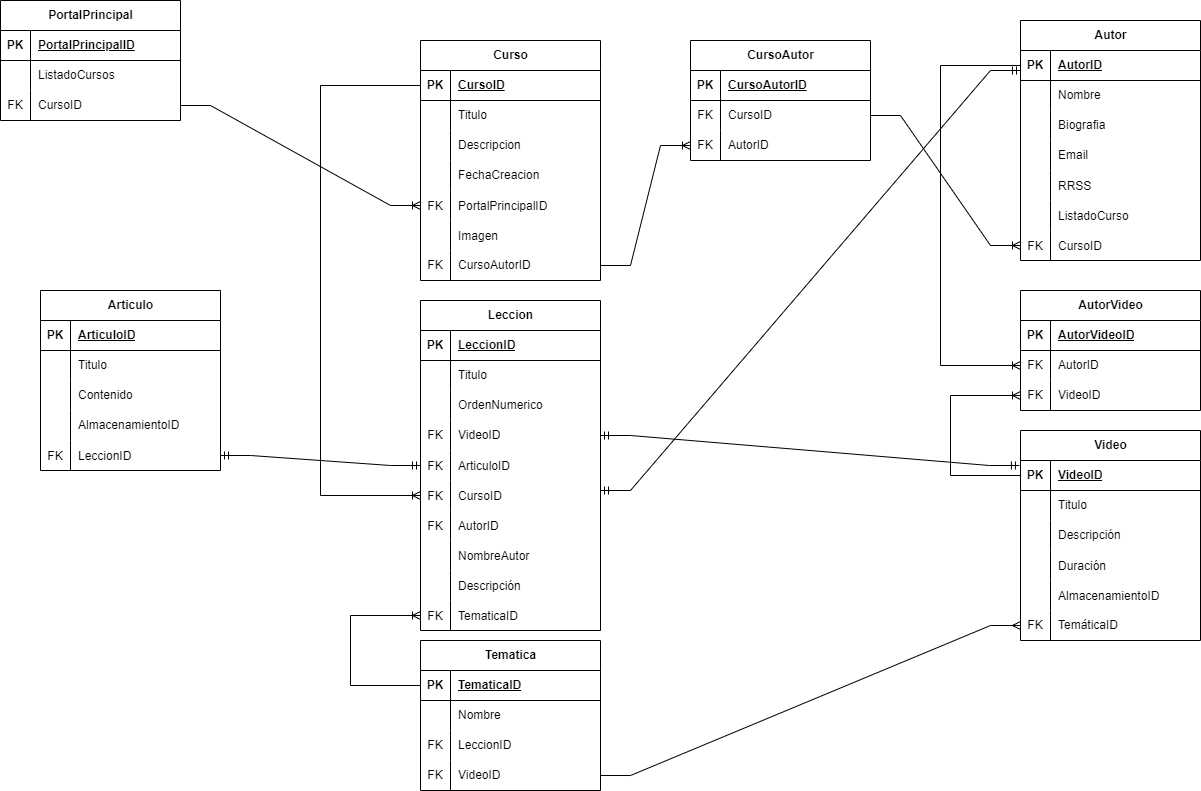 PortalPrincipal
PK PortalPrincipalID
ListadoCursos
FK CursoID
Curso
PK CursoID
Titulo
Descripcion
FechaCreacion
FK PortalPrincipalID
Imagen
FK CursoAutorID
CursoAutor
PK CursoAutorID
FK CursoID
FK AutorID
Autor
PK AutorID
Nombre
Biografia
Email
RRSS
ListadoCurso
FK CursoID
Articulo
PK ArticuloID
Titulo
Contenido
AlmacenamientoID
FK LeccionID
Leccion
PK LeccionID
Titulo
OrdenNumerico
FK VideoID
FK ArticuloID
FK CursoID
FK AutorID
NombreAutor
Descripción
FK TematicaID
AutorVideo
PK AutorVideoID
FK AutorID
FK VideoID
Video
PK VideoID
Titulo
Descripción
Duración
AlmacenamientoID
FK TemáticaID
Tematica
PK TematicaID
Nombre
FK LeccionID
FK VideoID